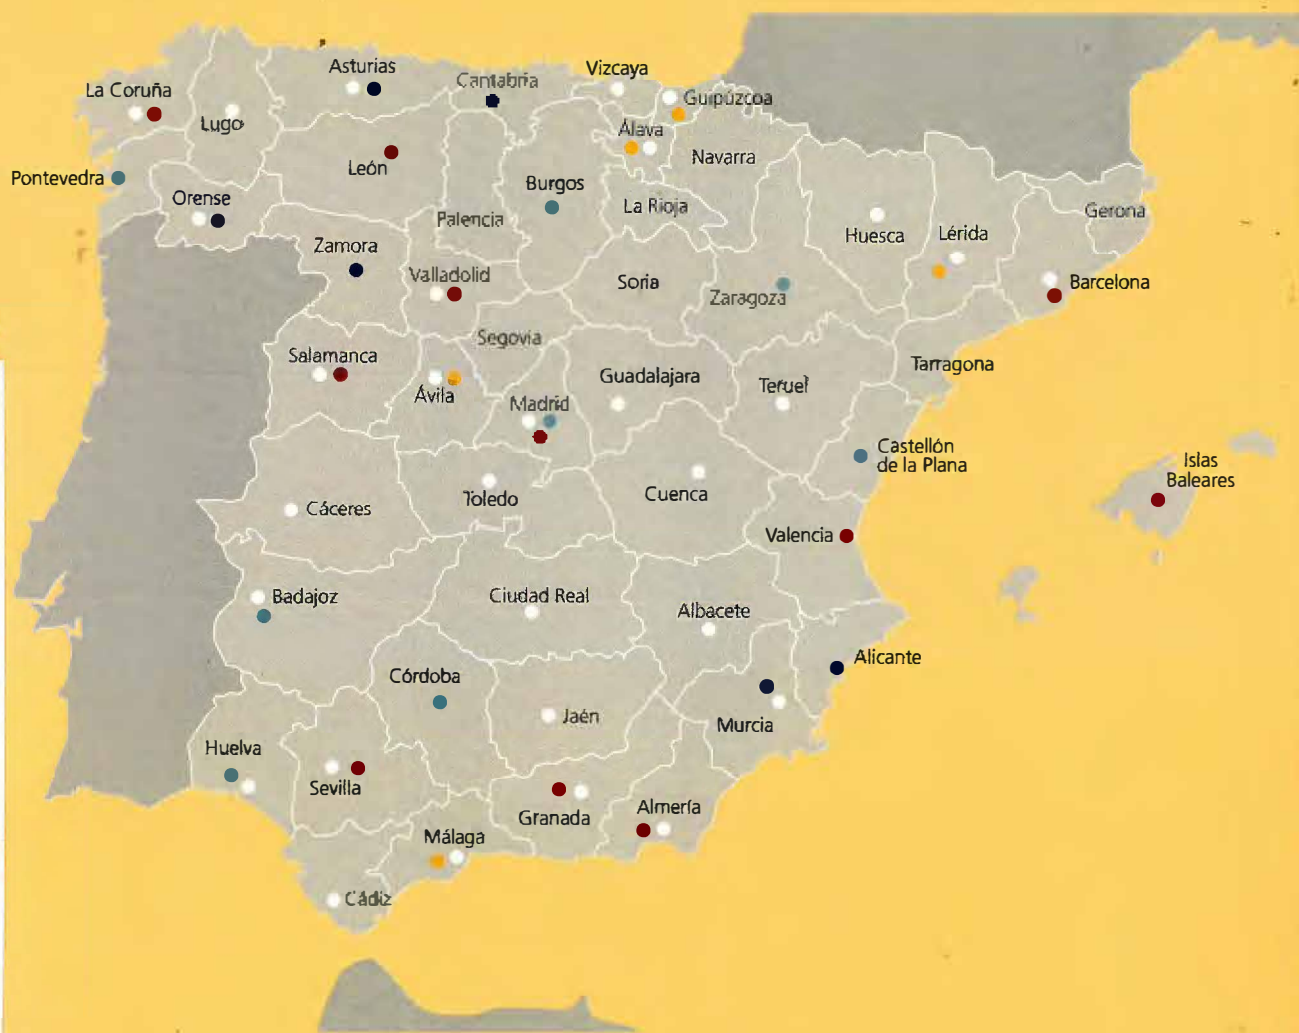 Asturias
Cantabria
Vizcaya
La Coruña
Guipúzcoa
Lugo
Álava
León
Navarra
Pontevedra
Burgos
Orense
La Rioja
Palencia
Gerona
Huesca
Lérida
Zamora
Valladolid
Soria
Zaragoza
Barcelona
Segovia
Salamanca
Tarragona
Ávila
Guadalajara
Teruel
Madrid
Castellón
de la Plana
Islas
Baleares
Toledo
Cuenca
Cáceres
Valencia
Badajoz
Ciudad Real
Albacete
Alicante
Córdoba
Jaén
Murcia
Huelva
Sevilla
Granada
Almería
Málaga
Cádiz